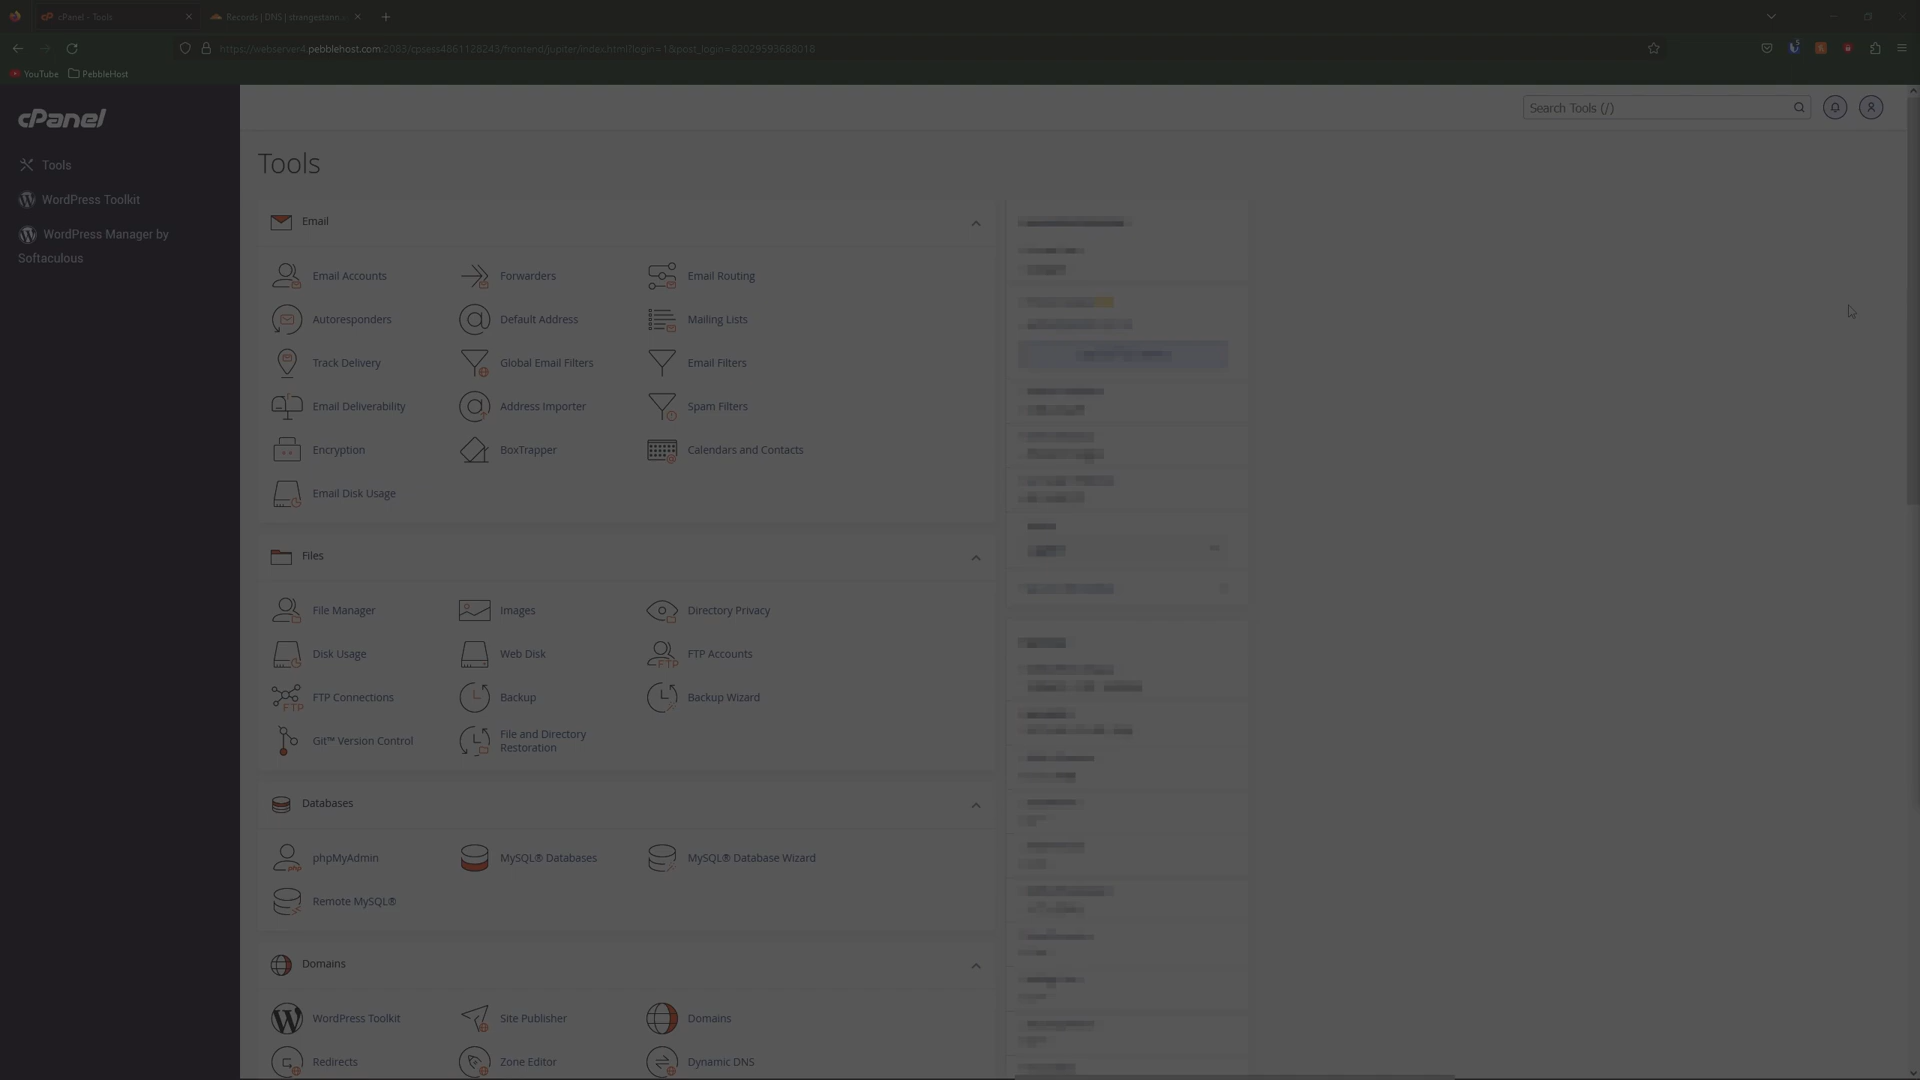 cPanel - Tools
Records | DNS | strangestann
https://webserver4.pebblehost.com:2083/cpsess4861128243/frontend/jupiter/index.html?login=1&post_login=82029593688018
YouTube
PebbleHost
cPanel
Search Tools (/)
Tools
WordPress Toolkit
WordPress Manager by
Softaculous
Tools
Email
Email Accounts
Forwarders
Email Routing
Autoresponders
Default Address
Mailing Lists
Track Delivery
Global Email Filters
Email Filters
Email Deliverability
Address Importer
Spam Filters
Encryption
BoxTrapper
Calendars and Contacts
Email Disk Usage
Files
File Manager
Images
Directory Privacy
Disk Usage
Web Disk
FTP Accounts
FTP Connections
Backup
Backup Wizard
Git™ Version Control
File and Directory
Restoration
Databases
phpMyAdmin
MySQL® Databases
MySQL® Database Wizard
Remote MySQL®
Domains
WordPress Toolkit
Site Publisher
Domains
Redirects
Zone Editor
Dynamic DNS